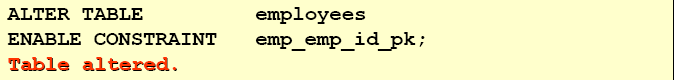 ALTER TABLE employees
ENABLE CONSTRAINT emp_emp_id_pk;
Table altered.